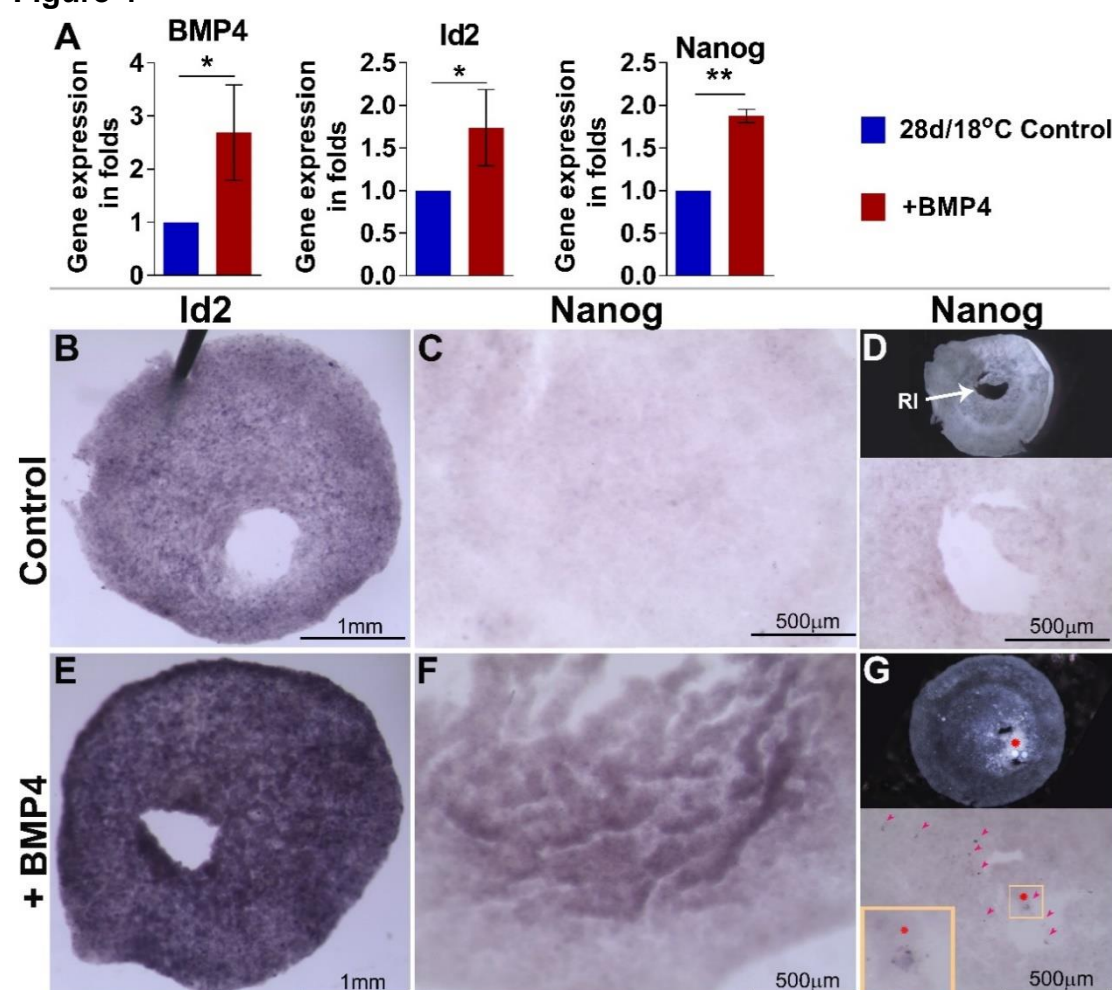 A
BMP4
Gene expression
in folds
4
3
2
1
0
*
Id2
Gene expression
in folds
2.5
2.0
1.5
1.0
0.5
0.0
*
Nanog
Gene expression
in folds
2.5
2.0
1.5
1.0
0.5
0.0
**
28d/18°C Control
+BMP4
Id2
Nanog
Nanog
Control
B
1mm
C
500µm
D
RI
500µm
+ BMP4
E
1mm
F
500µm
G
500µm